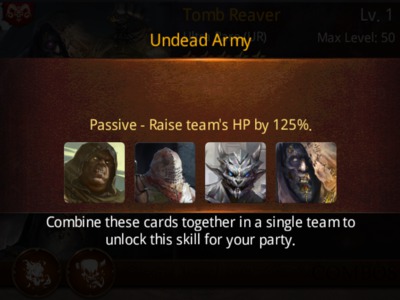 Tomb Reaver
Lv. 1
Undead Army
(UR)
Max Level: 50
Passive - Raise team's HP by 125%.
Combine these cards together in a single team to
unlock this skill for your party.